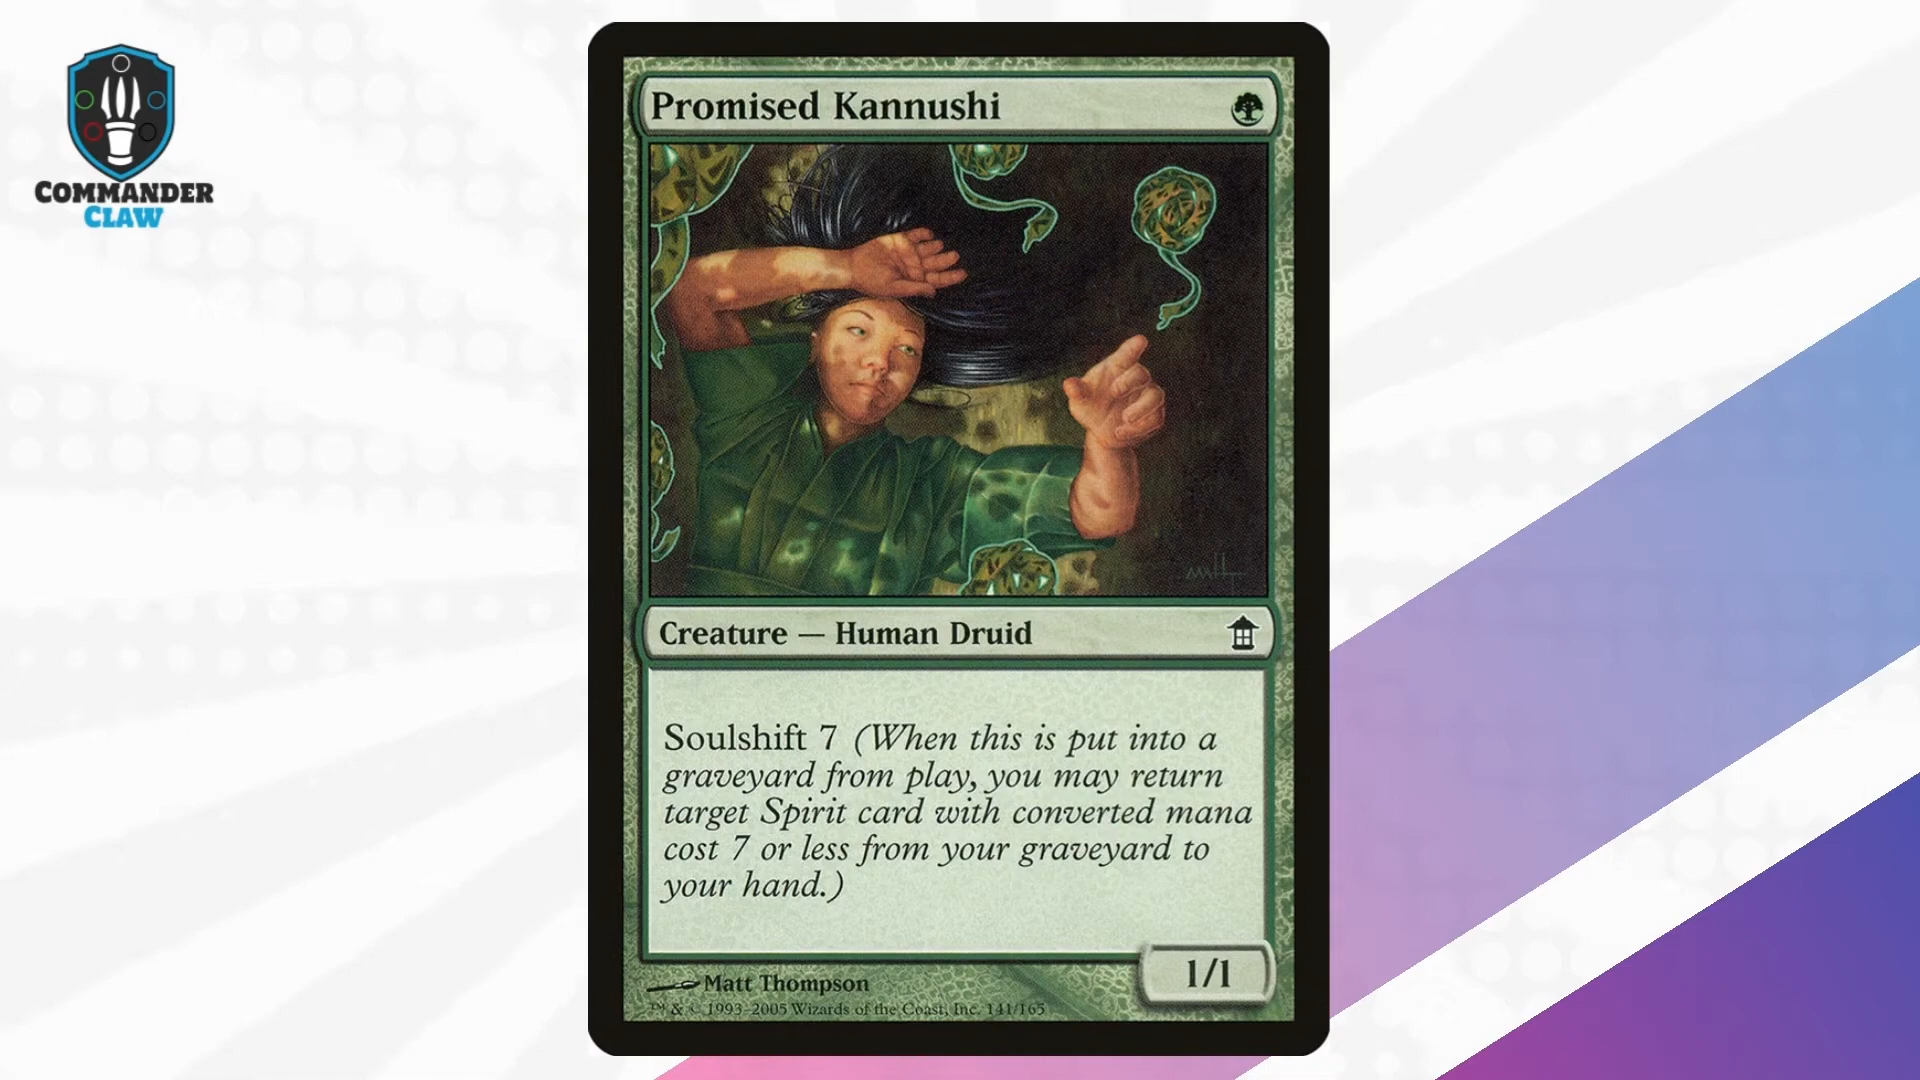 COMMANDER
CLAW
Promised Kannushi
Creature — Human Druid
Soulshift 7 (When this is put into a
graveyard from play, you may return
target Spirit card with converted mana
cost 7 or less from your graveyard to
your hand.)
1/1
Matt Thompson
™ & © 1993–2005 Wizards of the Coast, Inc. 141/165